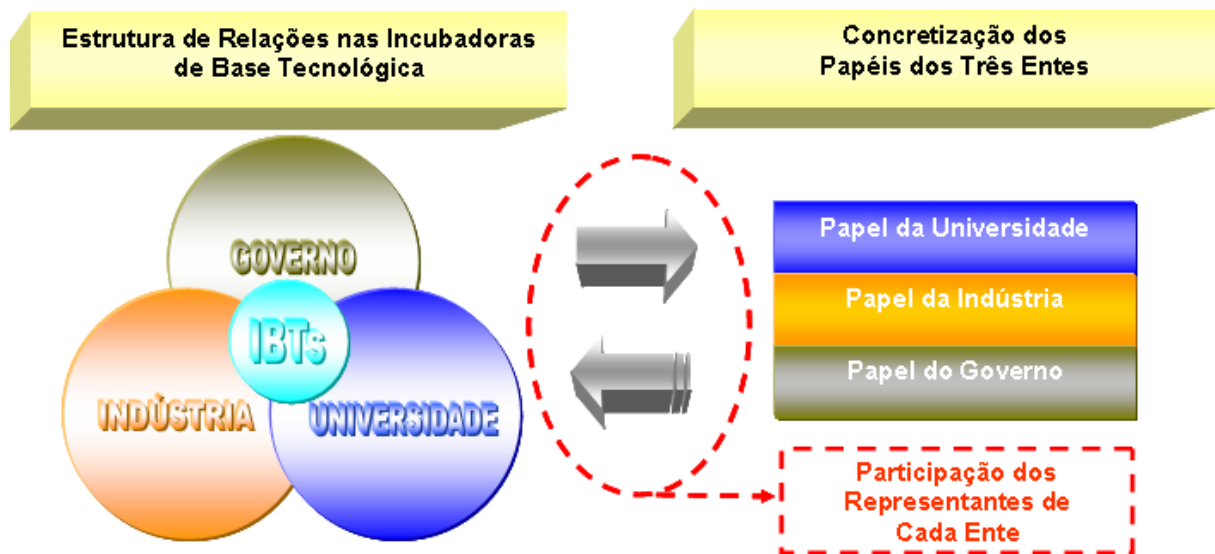 Estrutura de Relações nas Incubadoras
de Base Tecnológica
Concretização dos
Papéis dos Três Entes
GOVERNO
IBTs
INDÚSTRIA
UNIVERSIDADE
Papel da Universidade
Papel da Indústria
Papel do Governo
Participação dos
Representantes de
Cada Ente